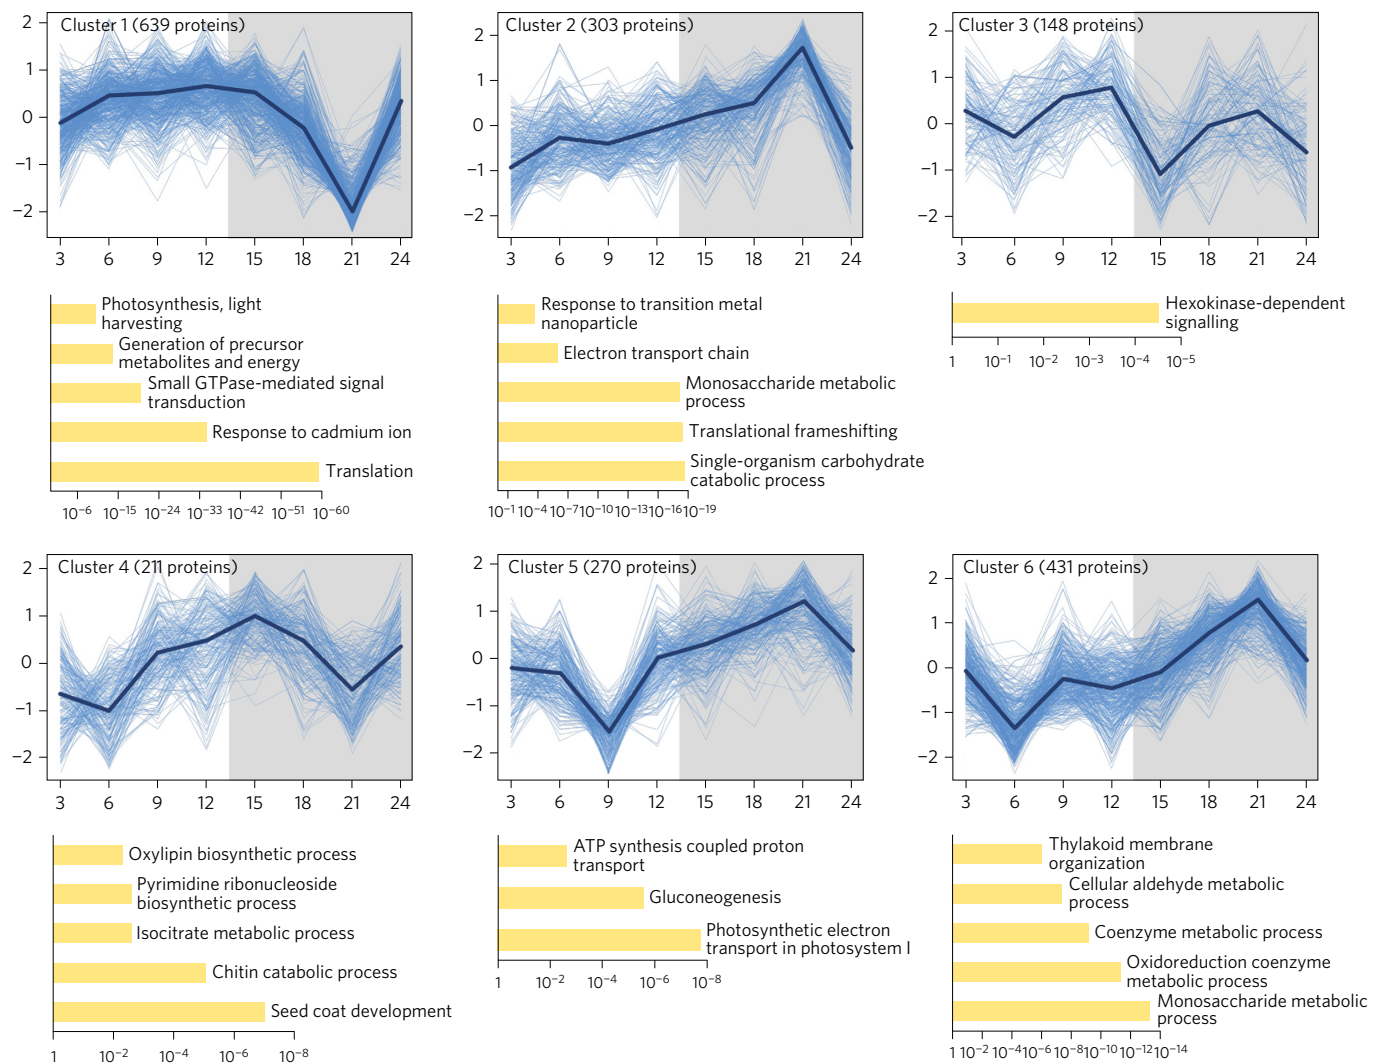 Cluster 1 (639 proteins)
2
1
0
−1
−2
3 6 9 12 15 18 21 24
Photosynthesis, light
harvesting
Generation of precursor
metabolites and energy
Small GTPase-mediated signal
transduction
Response to cadmium ion
Translation
10⁻⁶ 10⁻¹⁵ 10⁻²⁴ 10⁻³³ 10⁻⁴² 10⁻⁵¹ 10⁻⁶⁰
Cluster 2 (303 proteins)
2
1
0
−1
−2
3 6 9 12 15 18 21 24
Response to transition metal
nanoparticle
Electron transport chain
Monosaccharide metabolic
process
Translational frameshifting
Single-organism carbohydrate
catabolic process
10⁻¹ 10⁻⁴ 10⁻⁷ 10⁻¹⁰ 10⁻¹³ 10⁻¹⁶ 10⁻¹⁹
Cluster 3 (148 proteins)
2
1
0
−1
−2
3 6 9 12 15 18 21 24
Hexokinase-dependent
signalling
1 10⁻¹ 10⁻² 10⁻³ 10⁻⁴ 10⁻⁵
Cluster 4 (211 proteins)
2
1
0
−1
−2
3 6 9 12 15 18 21 24
Oxylipin biosynthetic process
Pyrimidine ribonucleoside
biosynthetic process
Isocitrate metabolic process
Chitin catabolic process
Seed coat development
1 10⁻² 10⁻⁴ 10⁻⁶ 10⁻⁸
Cluster 5 (270 proteins)
2
1
0
−1
−2
3 6 9 12 15 18 21 24
ATP synthesis coupled proton
transport
Gluconeogenesis
Photosynthetic electron
transport in photosystem I
1 10⁻² 10⁻⁴ 10⁻⁶ 10⁻⁸
Cluster 6 (431 proteins)
2
1
0
−1
−2
3 6 9 12 15 18 21 24
Thylakoid membrane
organization
Cellular aldehyde metabolic
process
Coenzyme metabolic process
Oxidoreduction coenzyme
metabolic process
Monosaccharide metabolic
process
1 10⁻² 10⁻⁴ 10⁻⁶ 10⁻⁸ 10⁻¹⁰ 10⁻¹² 10⁻¹⁴